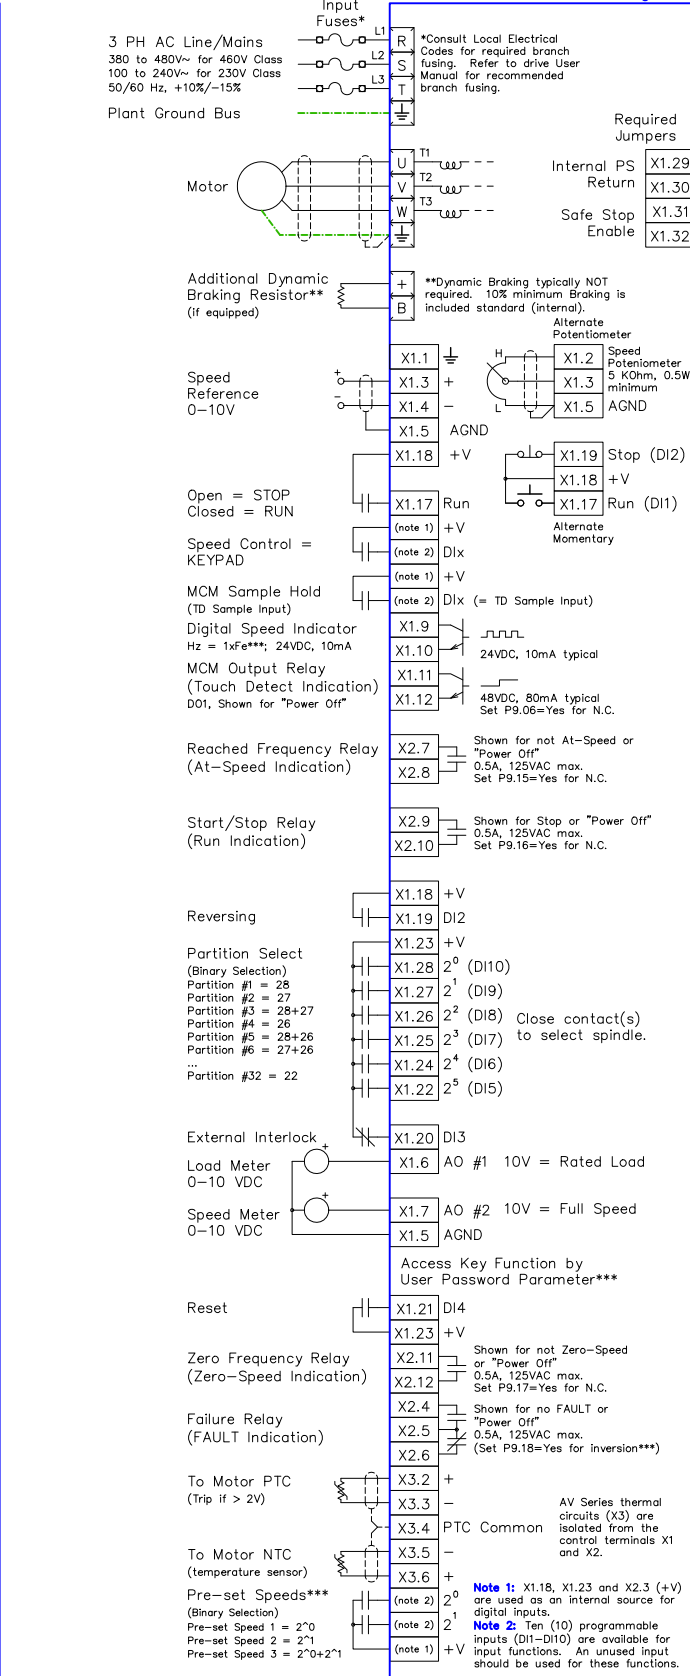 Input
Fuses*
3 PH AC Line/Mains
380 to 480V~ for 460V Class
100 to 240V~ for 230V Class
50/60 Hz, +10%/-15%
Plant Ground Bus
L1
L2
L3
R
S
T
*Consult Local Electrical
Codes for required branch
fusing. Refer to drive User
Manual for recommended
branch fusing.
Required
Jumpers
Internal PS
Return
X1.29
X1.30
Safe Stop
Enable
X1.31
X1.32
Motor
U
V
W
T1
T2
T3
Additional Dynamic
Braking Resistor**
(if equipped)
+
B
**Dynamic Braking typically NOT
required. 10% minimum Braking is
included standard (internal).
Speed
Reference
0-10V
+
-
X1.1
X1.3 +
X1.4 -
X1.5 AGND
X1.18 +V
Alternate
Potentiometer
H
L
X1.2
X1.3
X1.5 AGND
Speed
Poteniometer
5 KOhm, 0.5W
minimum
X1.19 Stop (DI2)
X1.18 +V
X1.17 Run (DI1)
Alternate
Momentary
Open = STOP
Closed = RUN
X1.17 Run
Speed Control =
KEYPAD
(note 1) +V
(note 2) DIx
MCM Sample Hold
(TD Sample Input)
(note 1) +V
(note 2) DIx (= TD Sample Input)
Digital Speed Indicator
Hz = 1xFe***; 24VDC, 10mA
X1.9
X1.10
24VDC, 10mA typical
MCM Output Relay
(Touch Detect Indication)
DO1, Shown for "Power Off"
X1.11
X1.12
48VDC, 80mA typical
Set P9.06=Yes for N.C.
Reached Frequency Relay
(At-Speed Indication)
X2.7
X2.8
Shown for not At-Speed or
"Power Off"
0.5A, 125VAC max.
Set P9.15=Yes for N.C.
Start/Stop Relay
(Run Indication)
X2.9
X2.10
Shown for Stop or "Power Off"
0.5A, 125VAC max.
Set P9.16=Yes for N.C.
Reversing
X1.18 +V
X1.19 DI2
Partition Select
(Binary Selection)
Partition #1 = 28
Partition #2 = 27
Partition #3 = 28+27
Partition #4 = 26
Partition #5 = 28+26
Partition #6 = 27+26
...
Partition #32 = 22
X1.23 +V
X1.28 2⁰ (DI10)
X1.27 2¹ (DI9)
X1.26 2² (DI8)
X1.25 2³ (DI7)
X1.24 2⁴ (DI6)
X1.22 2⁵ (DI5)
Close contact(s)
to select spindle.
External Interlock
X1.20 DI3
Load Meter
0-10 VDC
+
X1.6 AO #1 10V = Rated Load
Speed Meter
0-10 VDC
+
X1.7 AO #2 10V = Full Speed
X1.5 AGND
Access Key Function by
User Password Parameter***
Reset
X1.21 DI4
X1.23 +V
Zero Frequency Relay
(Zero-Speed Indication)
X2.11
X2.12
Shown for not Zero-Speed
or "Power Off"
0.5A, 125VAC max.
Set P9.17=Yes for N.C.
Failure Relay
(FAULT Indication)
X2.4
X2.5
X2.6
Shown for no FAULT or
"Power Off"
0.5A, 125VAC max.
(Set P9.18=Yes for inversion***)
To Motor PTC
(Trip if > 2V)
X3.2 +
X3.3 -
X3.4 PTC Common
AV Series thermal
circuits (X3) are
isolated from the
control terminals X1
and X2.
To Motor NTC
(temperature sensor)
X3.5 -
X3.6 +
Pre-set Speeds***
(Binary Selection)
Pre-set Speed 1 = 2^0
Pre-set Speed 2 = 2^1
Pre-set Speed 3 = 2^0+2^1
(note 2) 2⁰
(note 2) 2¹
(note 1) +V
Note 1: X1.18, X1.23 and X2.3 (+V)
are used as an internal source for
digital inputs.
Note 2: Ten (10) programmable
inputs (DI1-DI10) are available for
input functions. An unused input
should be used for these functions.